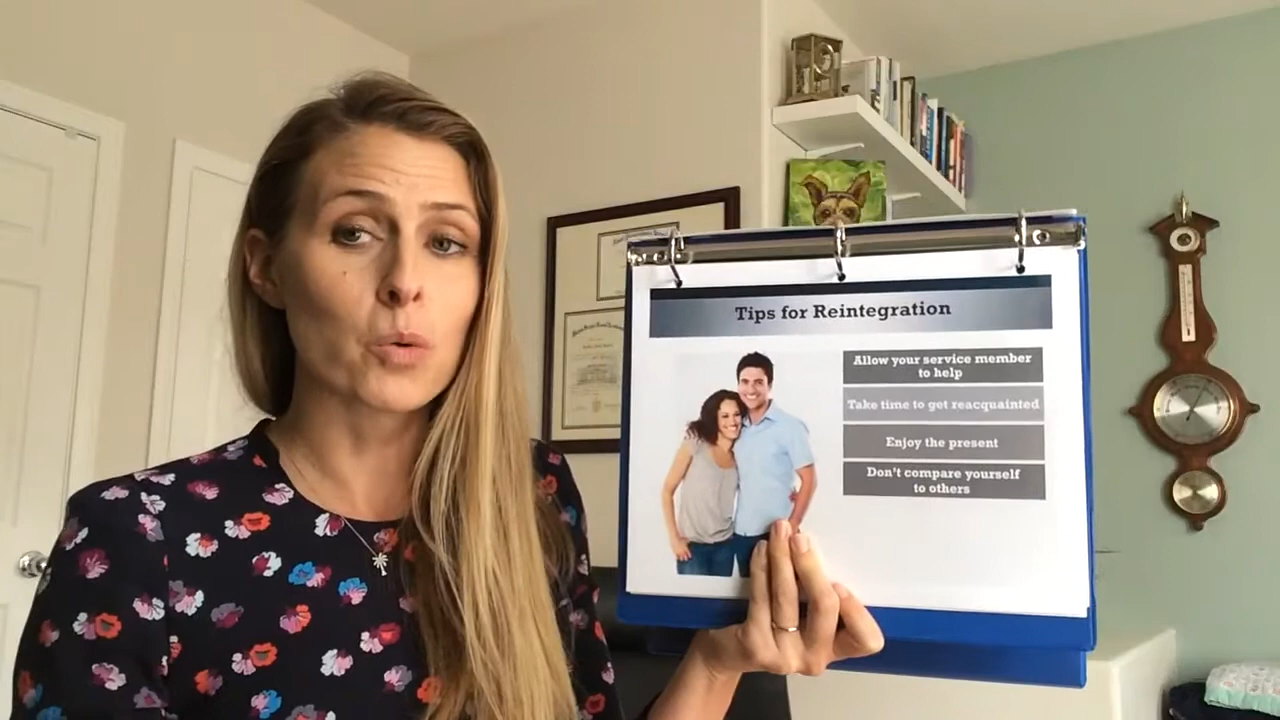 Tips for Reintegration
Allow your service member
to help
Take time to get reacquainted
Enjoy the present
Don't compare yourself
to others